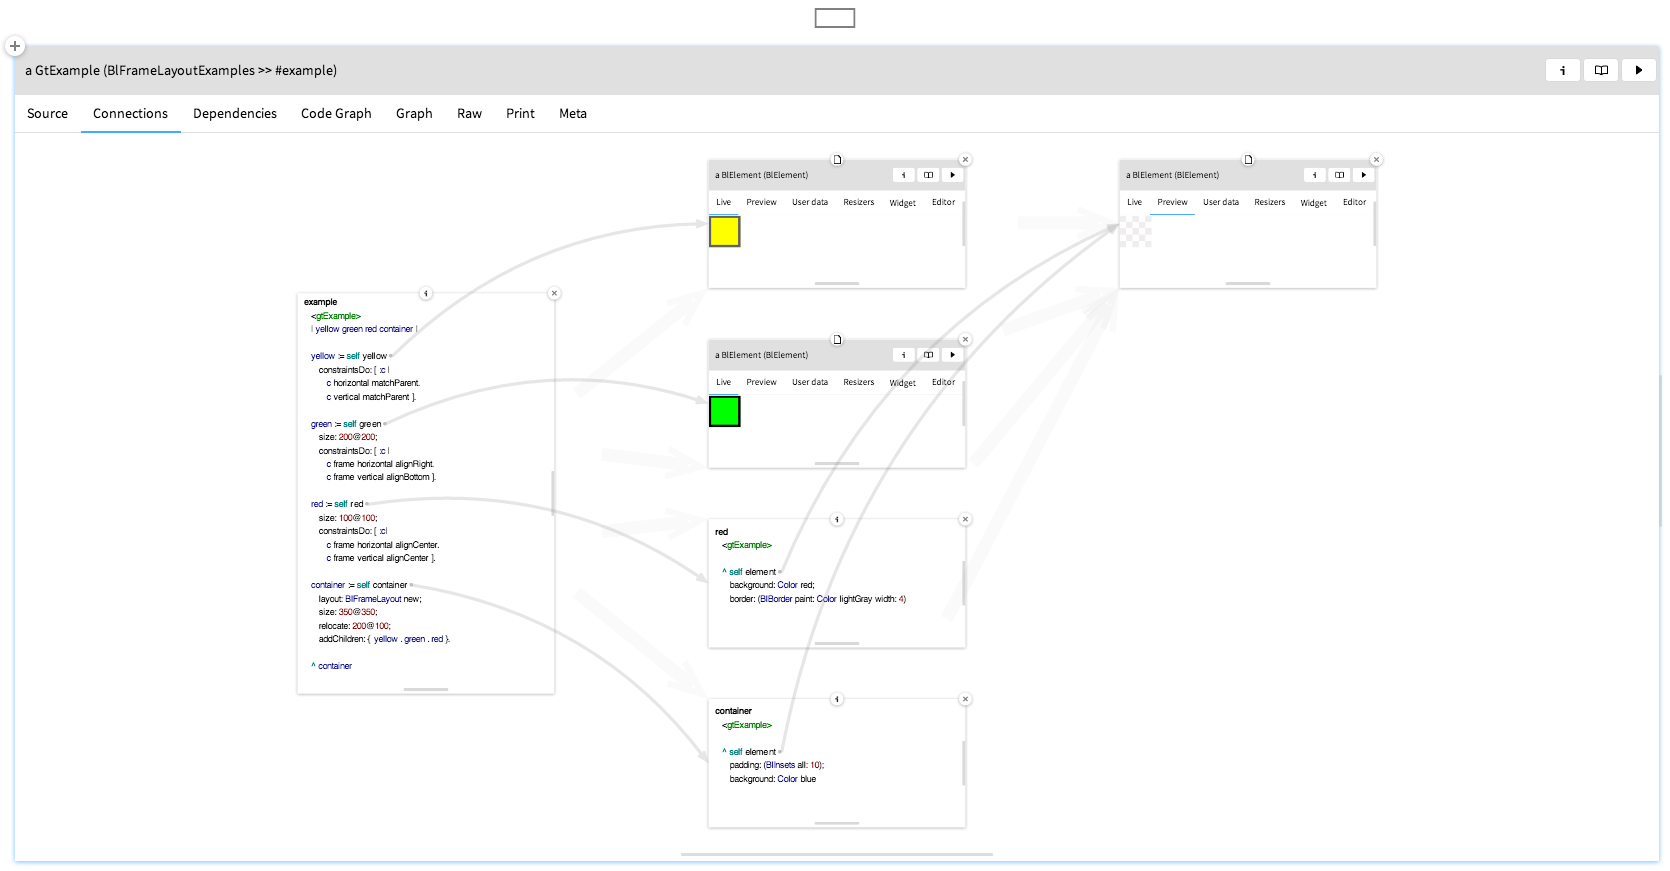 a GtExample (BlFrameLayoutExamples >> #example)
Source Connections Dependencies Code Graph Graph Raw Print Meta
example
<gtExample>
| yellow green red container |
yellow := self yellow
constraintsDo: [ :c |
c horizontal matchParent.
c vertical matchParent ].
green := self green
size: 200@200;
constraintsDo: [ :c |
c frame horizontal alignRight.
c frame vertical alignBottom ].
red := self red
size: 100@100;
constraintsDo: [ :c|
c frame horizontal alignCenter.
c frame vertical alignCenter ].
container := self container
layout: BlFrameLayout new;
size: 350@350;
relocate: 200@100;
addChildren: { yellow . green . red }.
^ container
a BlElement (BlElement)
Live Preview User data Resizers Widget Editor
a BlElement (BlElement)
Live Preview User data Resizers Widget Editor
red
<gtExample>
^ self element
background: Color red;
border: (BlBorder paint: Color lightGray width: 4)
container
<gtExample>
^ self element
padding: (BlInsets all: 10);
background: Color blue
a BlElement (BlElement)
Live Preview User data Resizers Widget Editor